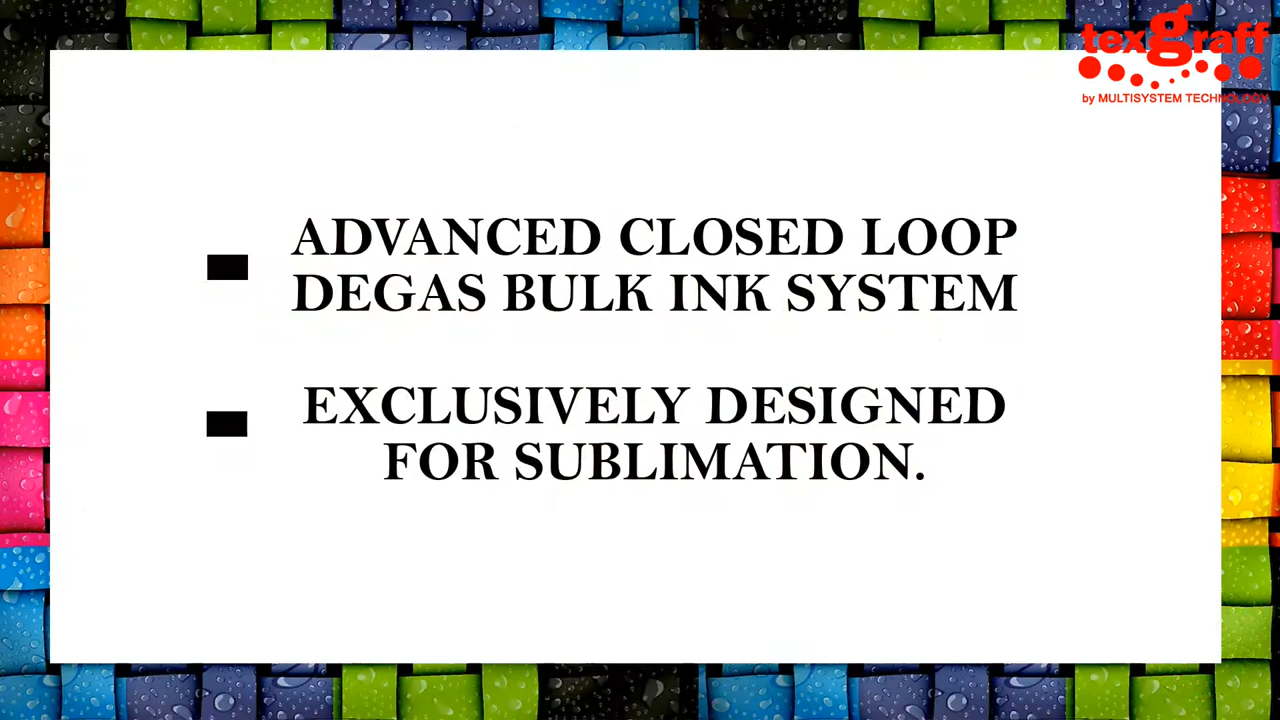 texgraff
by MULTISYSTEM TECHNOLOGY
ADVANCED CLOSED LOOP
DEGAS BULK INK SYSTEM
EXCLUSIVELY DESIGNED
FOR SUBLIMATION.